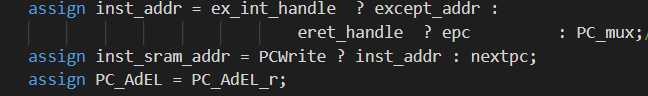 assign inst_addr = ex_int_handle ? except_addr :
eret_handle ? epc : PC_mux;/
assign inst_sram_addr = PCWrite ? inst_addr : nextpc;
assign PC_AdEL = PC_AdEL_r;